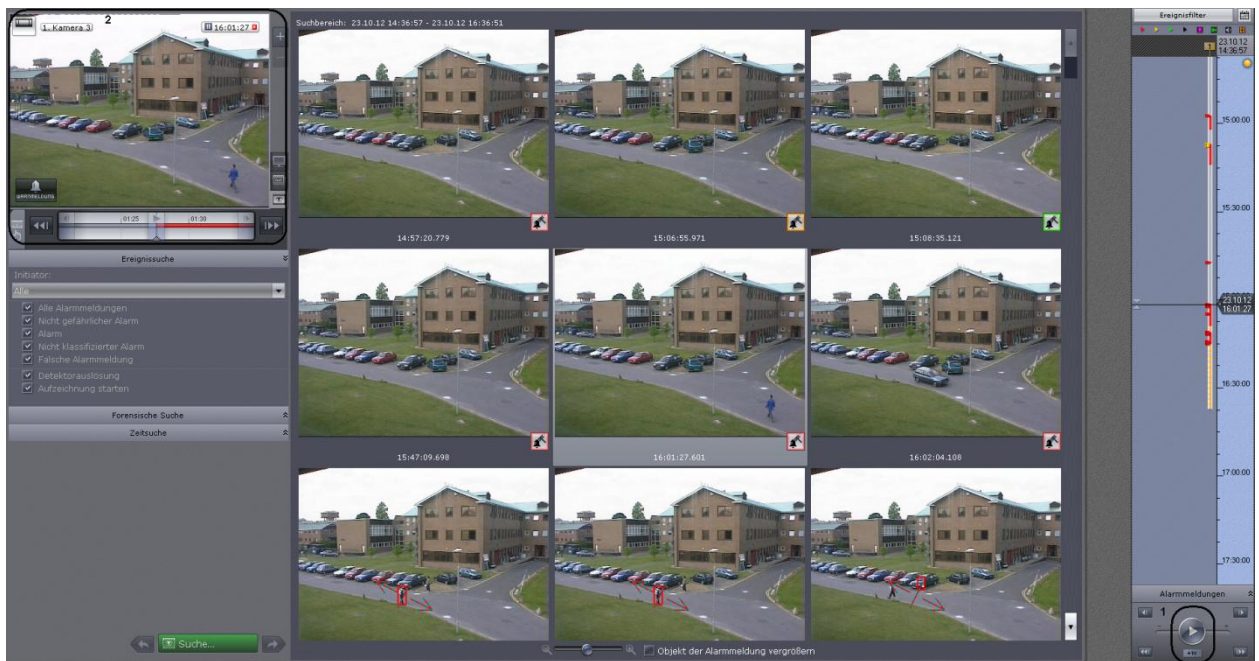 2
1. Kamera 3
16:01:27
WARNMELDUNG
01:25
01:30
Ereignissuche
Initiator:
Alle
Alle Alarmmeldungen
Nicht gefährlicher Alarm
Alarm
Nicht klassifizierter Alarm
Falsche Alarmmeldung
Detektorauslösung
Aufzeichnung starten
Forensische Suche
Zeitsuche
Suche...
Suchbereich: 23.10.12 14:36:57 - 23.10.12 16:36:51
14:57:20.779
15:06:55.971
15:08:35.121
15:47:09.698
16:01:27.601
16:02:04.108
Objekt der Alarmmeldung vergrößern
Ereignisfilter
1
23.10.12
14:36:57
15:00:00
15:30:00
23.10.12
16:01:27
16:30:00
17:00:00
17:30:00
Alarmmeldungen
1